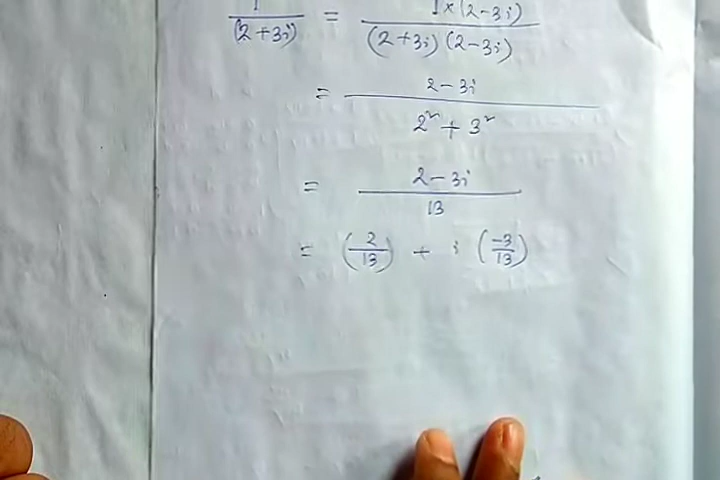 1/(2+3i) = 1×(2-3i)/(2+3i)(2-3i)
= 2-3i/2²+3²
= 2-3i/13
= (2/13) + i (-3/13)